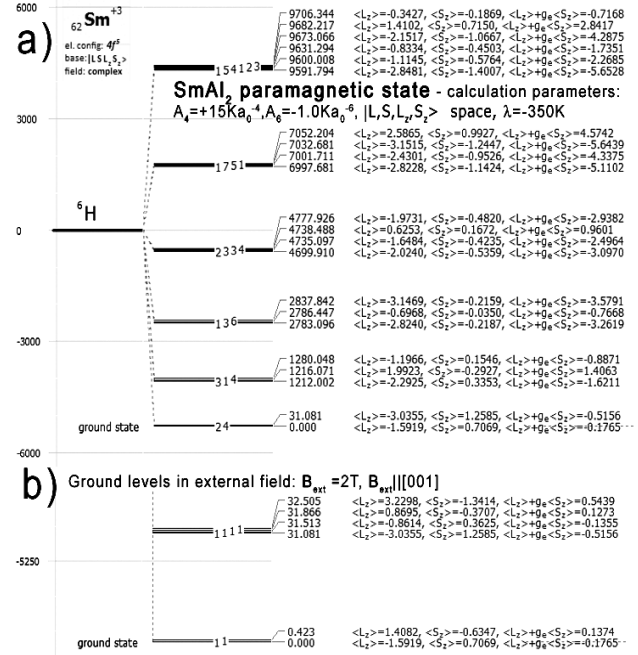 6000
a)
62Sm+3
el. config: 4f5
base:|LSLzSz>
field: complex
9706.344 <Lz>=-0.3427, <Sz>=-0.1869, <Lz>+ge<Sz>=-0.7168
9682.217 <Lz>=1.4102, <Sz>=0.7150, <Lz>+ge<Sz>=2.8417
9673.066 <Lz>=-2.1517, <Sz>=-1.0667, <Lz>+ge<Sz>=-4.2875
9631.294 <Lz>=-0.8334, <Sz>=-0.4503, <Lz>+ge<Sz>=-1.7351
9600.008 <Lz>=-1.1145, <Sz>=-0.5764, <Lz>+ge<Sz>=-2.2685
9591.794 <Lz>=-2.8481, <Sz>=-1.4007, <Lz>+ge<Sz>=-5.6528
154123
SmAl2 paramagnetic state - calculation parameters:
A4=+15Ka0-4,A6=-1.0Ka0-6, |L,S,Lz,Sz> space, λ=-350K
3000
7052.204 <Lz>=2.5865, <Sz>=0.9927, <Lz>+ge<Sz>=4.5742
7032.681 <Lz>=-3.1515, <Sz>=-1.2447, <Lz>+ge<Sz>=-5.6439
7001.711 <Lz>=-2.4301, <Sz>=-0.9526, <Lz>+ge<Sz>=-4.3375
6997.681 <Lz>=-2.8228, <Sz>=-1.1424, <Lz>+ge<Sz>=-5.1102
1751
6H
0
4777.926 <Lz>=-1.9731, <Sz>=-0.4820, <Lz>+ge<Sz>=-2.9382
4738.488 <Lz>=0.6253, <Sz>=0.1672, <Lz>+ge<Sz>=0.9601
4735.097 <Lz>=-1.6484, <Sz>=-0.4235, <Lz>+ge<Sz>=-2.4964
4699.910 <Lz>=-2.0240, <Sz>=-0.5359, <Lz>+ge<Sz>=-3.0970
2334
2837.842 <Lz>=-3.1469, <Sz>=-0.2159, <Lz>+ge<Sz>=-3.5791
2786.447 <Lz>=-0.6968, <Sz>=-0.0350, <Lz>+ge<Sz>=-0.7668
2783.096 <Lz>=-2.8240, <Sz>=-0.2187, <Lz>+ge<Sz>=-3.2619
136
-3000
1280.048 <Lz>=-1.1966, <Sz>=0.1546, <Lz>+ge<Sz>=-0.8871
1216.071 <Lz>=1.9923, <Sz>=-0.2927, <Lz>+ge<Sz>=1.4063
1212.002 <Lz>=-2.2925, <Sz>=0.3353, <Lz>+ge<Sz>=-1.6211
314
31.081 <Lz>=-3.0355, <Sz>=1.2585, <Lz>+ge<Sz>=-0.5156
ground state 24 0.000 <Lz>=-1.5919, <Sz>=0.7069, <Lz>+ge<Sz>=-0.1765
-6000
b) Ground levels in external field: Bext =2T, Bext||[001]
32.505 <Lz>=3.2298, <Sz>=-1.3414, <Lz>+ge<Sz>=0.5439
31.866 <Lz>=0.8695, <Sz>=-0.3707, <Lz>+ge<Sz>=0.1273
31.513 <Lz>=-0.8614, <Sz>=0.3625, <Lz>+ge<Sz>=-0.1355
31.081 <Lz>=-3.0355, <Sz>=1.2585, <Lz>+ge<Sz>=-0.5156
1111
-5250
0.423 <Lz>=1.4082, <Sz>=-0.6347, <Lz>+ge<Sz>=0.1374
ground state 11 0.000 <Lz>=-1.5919, <Sz>=0.7069, <Lz>+ge<Sz>=-0.1765